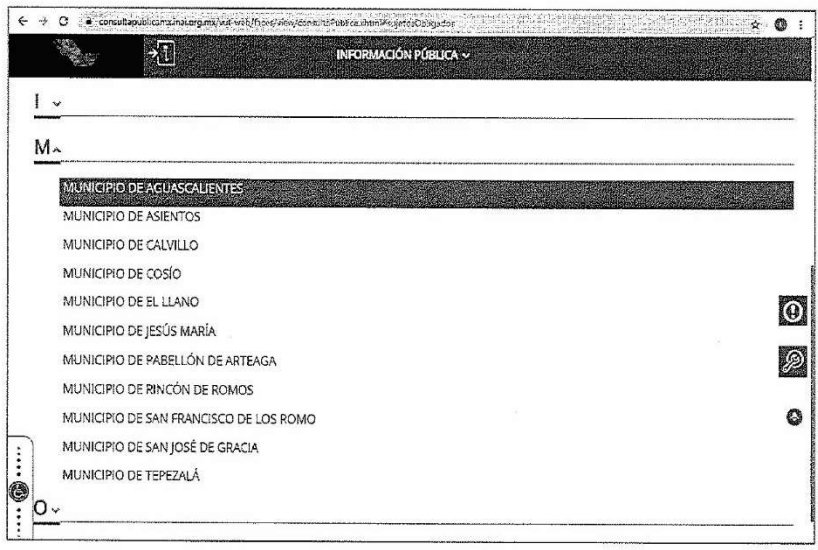 INFORMACIÓN PÚBLICA
I
M
MUNICIPIO DE AGUASCALIENTES
MUNICIPIO DE ASIENTOS
MUNICIPIO DE CALVILLO
MUNICIPIO DE COSÍO
MUNICIPIO DE EL LLANO
MUNICIPIO DE JESÚS MARÍA
MUNICIPIO DE PABELLÓN DE ARTEAGA
MUNICIPIO DE RINCÓN DE ROMOS
MUNICIPIO DE SAN FRANCISCO DE LOS ROMO
MUNICIPIO DE SAN JOSÉ DE GRACIA
MUNICIPIO DE TEPEZALÁ
O